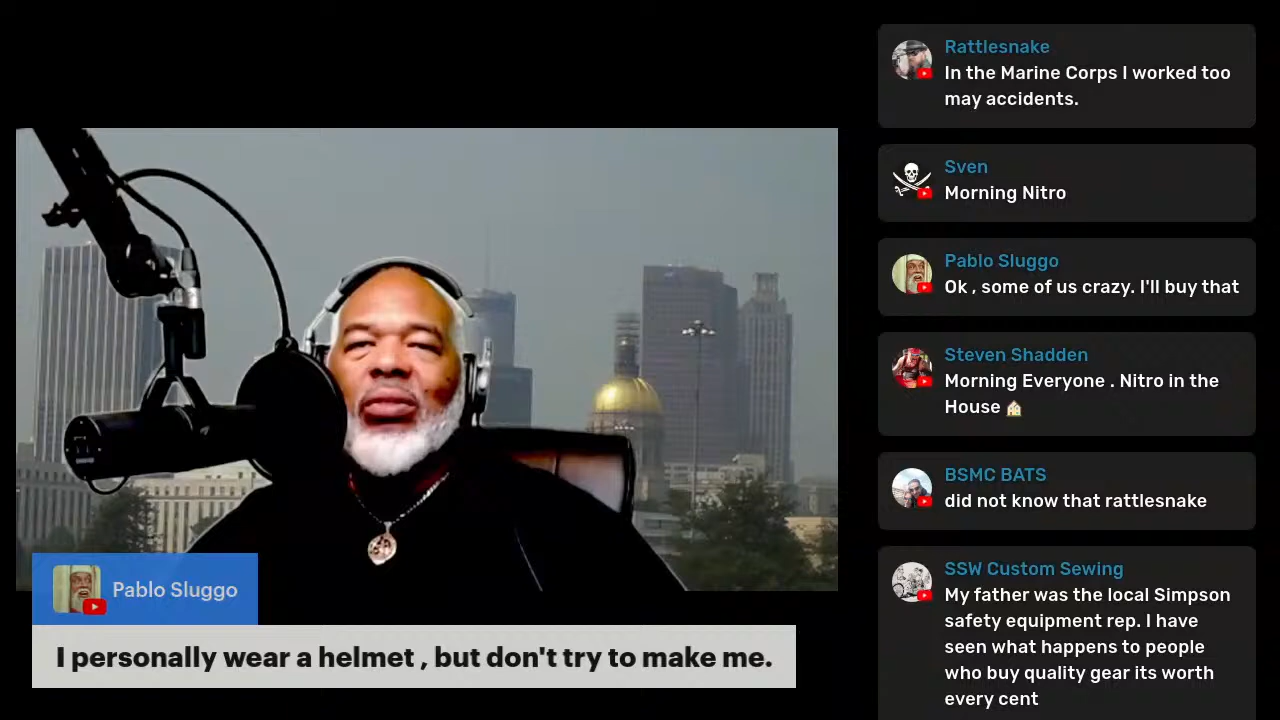 Rattlesnake
In the Marine Corps I worked too
may accidents.
Sven
Morning Nitro
Pablo Sluggo
Ok , some of us crazy. I'll buy that
Steven Shadden
Morning Everyone . Nitro in the
House 🏠
BSMC BATS
did not know that rattlesnake
SSW Custom Sewing
My father was the local Simpson
safety equipment rep. I have
seen what happens to people
who buy quality gear its worth
every cent
Pablo Sluggo
I personally wear a helmet , but don't try to make me.